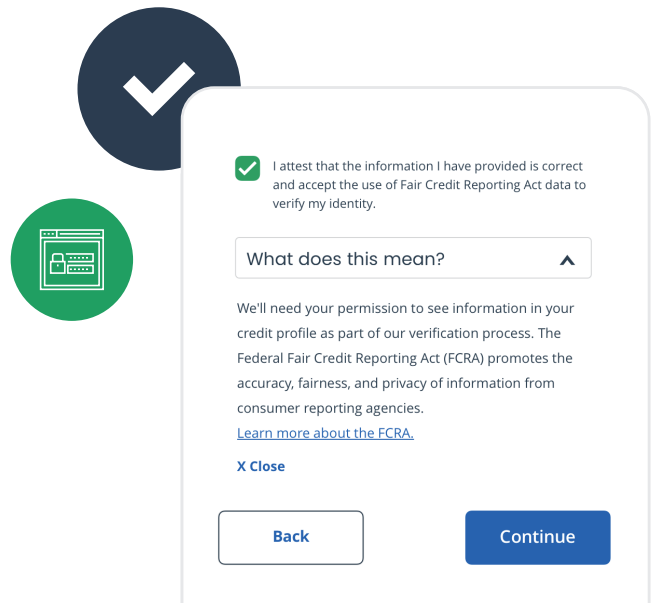 I attest that the information I have provided is correct
and accept the use of Fair Credit Reporting Act data to
verify my identity.
What does this mean?
We'll need your permission to see information in your
credit profile as part of our verification process. The
Federal Fair Credit Reporting Act (FCRA) promotes the
accuracy, fairness, and privacy of information from
consumer reporting agencies.
Learn more about the FCRA.
X Close
Back
Continue